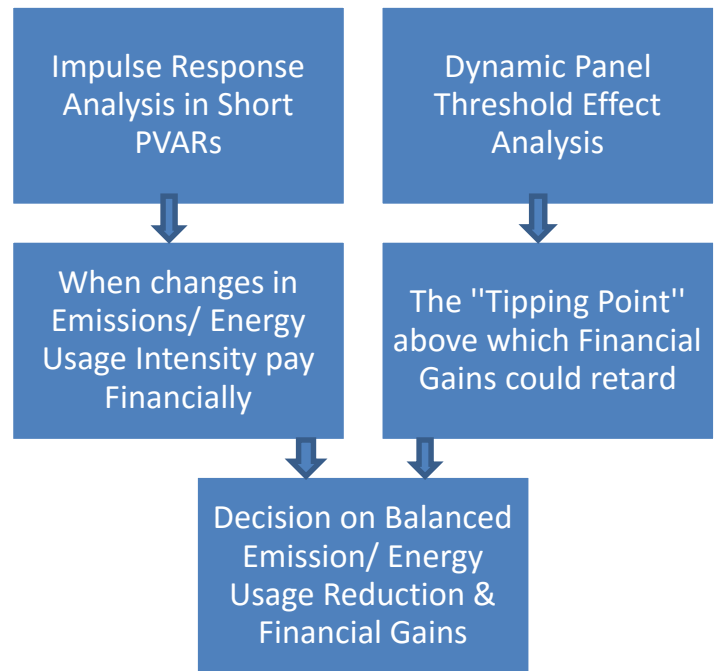 Impulse Response
Analysis in Short
PVARs
Dynamic Panel
Threshold Effect
Analysis
When changes in
Emissions/ Energy
Usage Intensity pay
Financially
The "Tipping Point"
above which Financial
Gains could retard
Decision on Balanced
Emission/ Energy
Usage Reduction &
Financial Gains